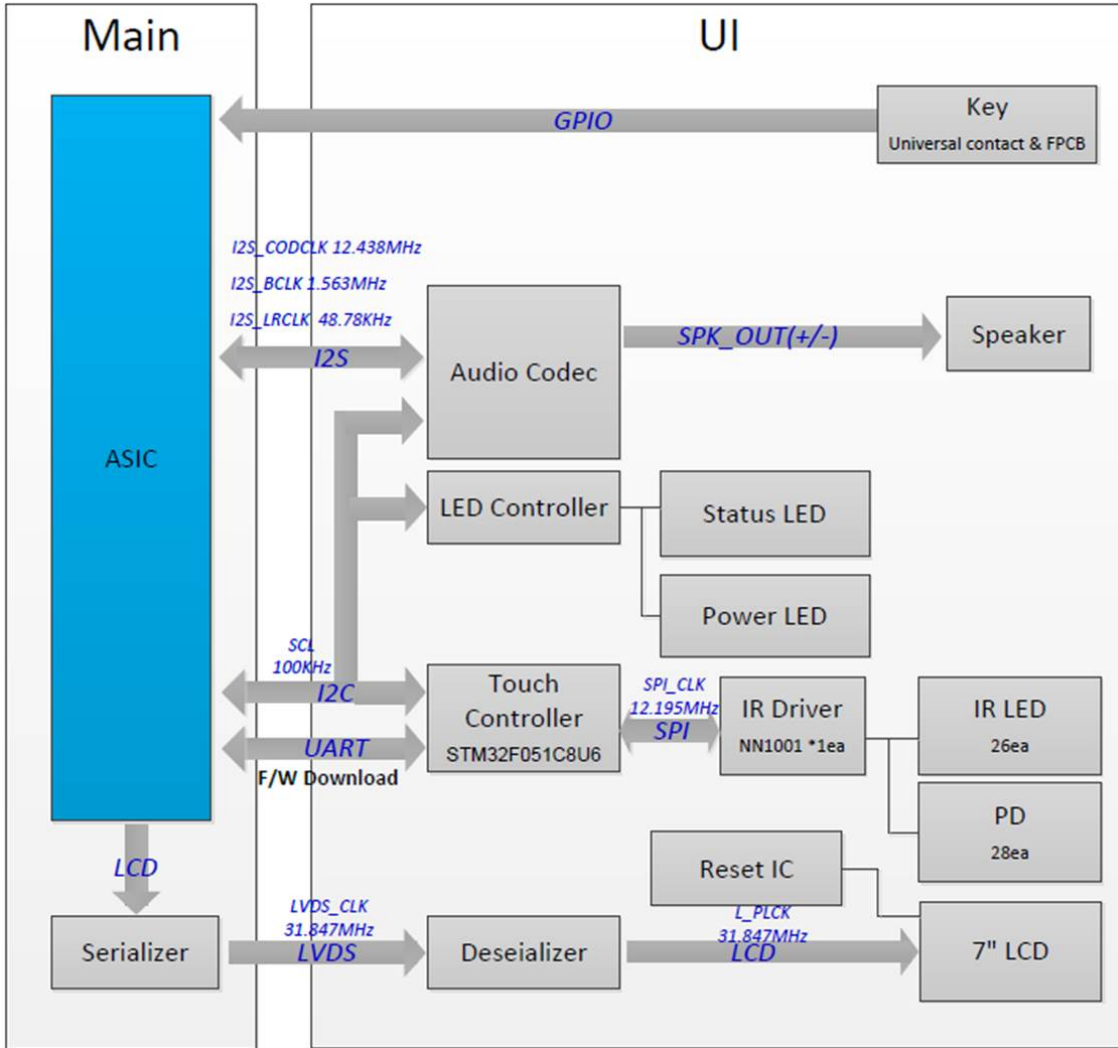 Main
UI
Key
Universal contact & FPCB
GPIO
I2S_CODCLK 12.438MHz
I2S_BCLK 1.563MHz
I2S_LRCLK 48.78KHz
I2S
Audio Codec
SPK_OUT(+/-)
Speaker
ASIC
LED Controller
Status LED
Power LED
SCL
100KHz
I2C
UART
F/W Download
Touch
Controller
STM32F051C8U6
SPI_CLK
12.195MHz
SPI
IR Driver
NN1001 *1ea
IR LED
26ea
PD
28ea
LCD
Reset IC
Serializer
LVDS_CLK
31.847MHz
LVDS
Deseializer
L_PLCK
31.847MHz
LCD
7" LCD